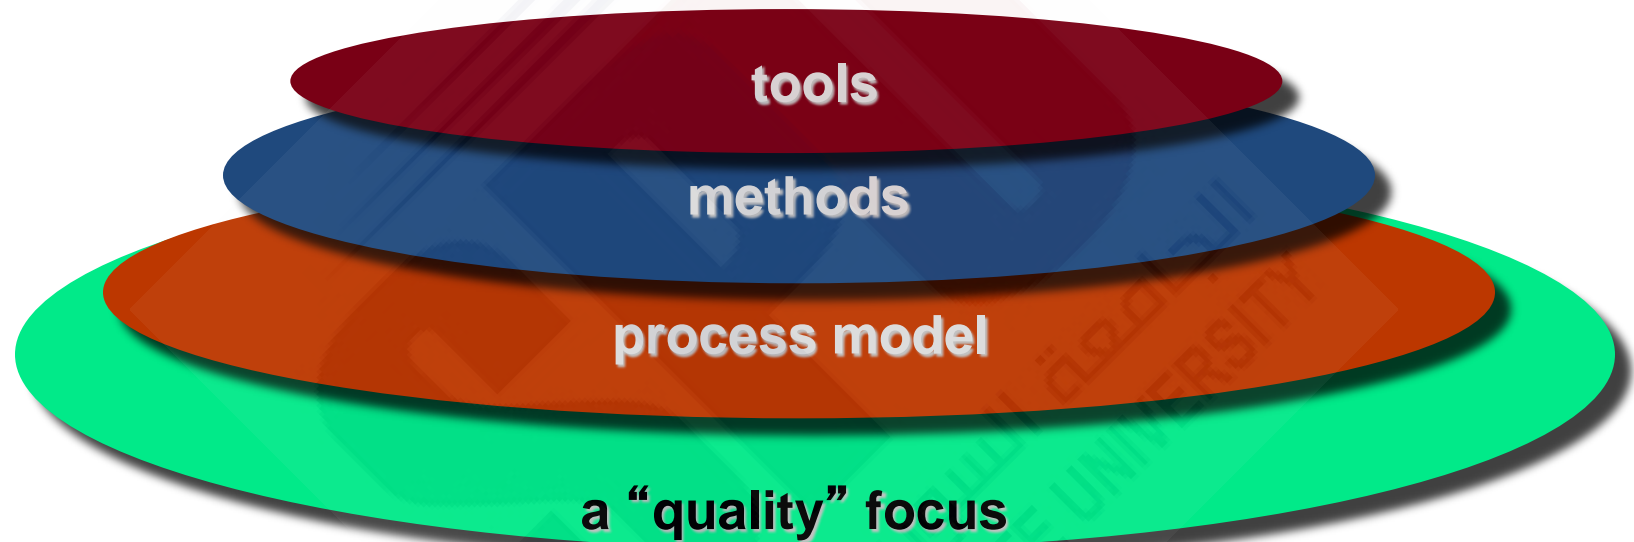 tools
methods
process model
a “quality” focus